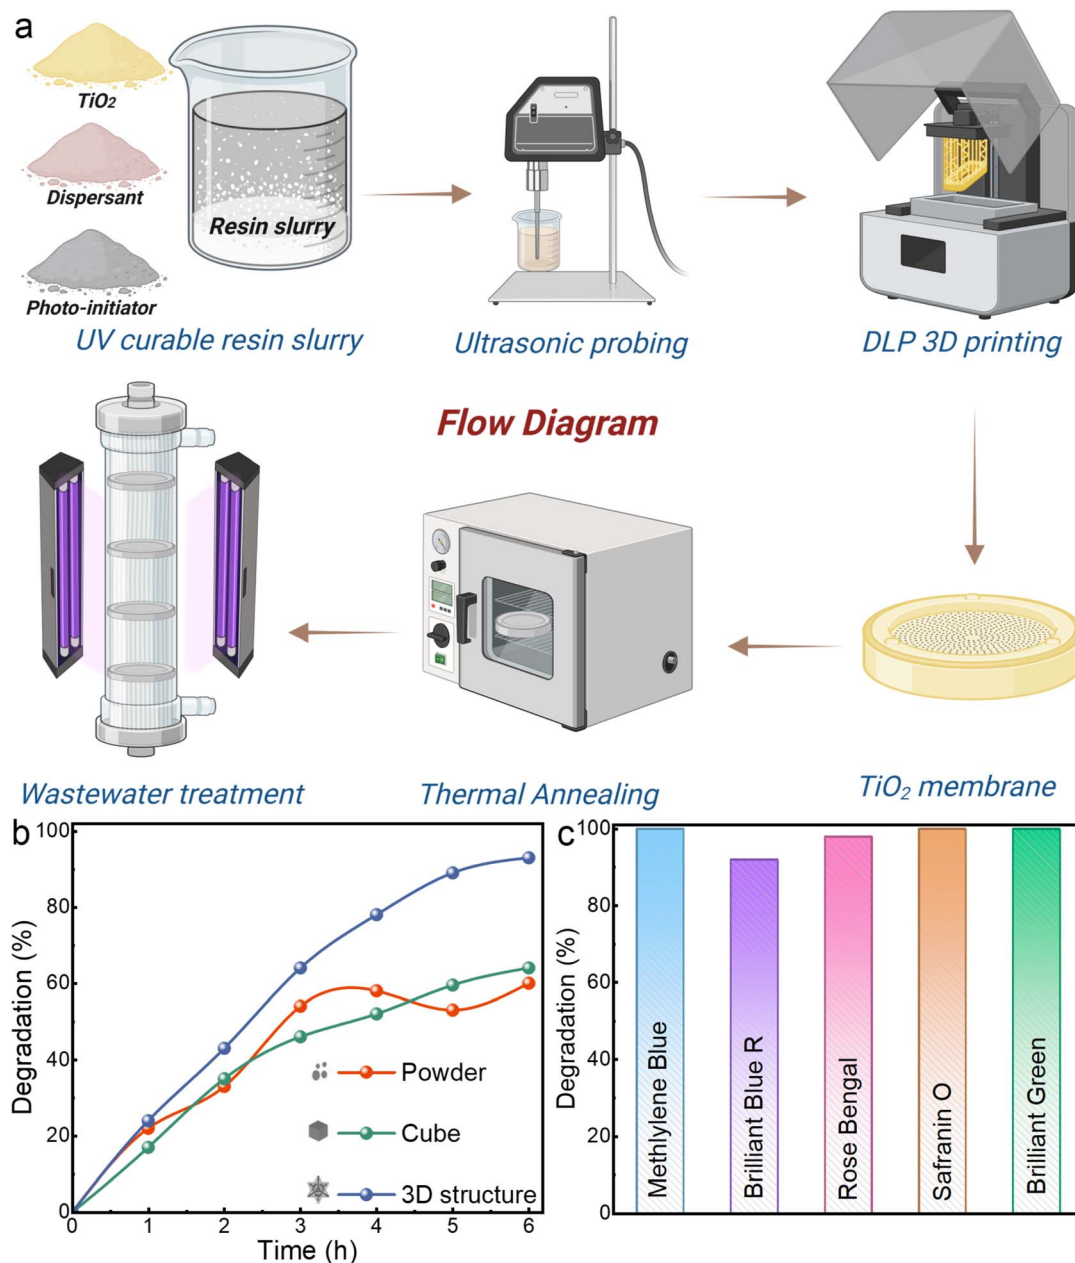 a
TiO₂
Dispersant
Photo-initiator
Resin slurry
UV curable resin slurry
Ultrasonic probing
DLP 3D printing
Flow Diagram
Wastewater treatment
Thermal Annealing
TiO₂ membrane
b
Degradation (%)
100
80
60
40
20
0
0 1 2 3 4 5 6
Time (h)
Powder
Cube
3D structure
c
Degradation (%)
100
80
60
40
20
0
Methlylene Blue
Brilliant Blue R
Rose Bengal
Safranin O
Brilliant Green